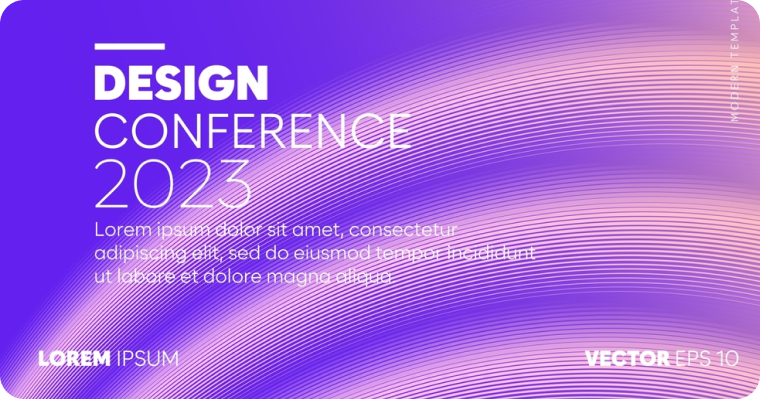 DESIGN
CONFERENCE
2023
Lorem ipsum dolor sit amet, consectetur
adipiscing elit, sed do eiusmod tempor incididunt
ut labore et dolore magna aliqua.
LOREM IPSUM
VECTOR EPS 10
MODERN